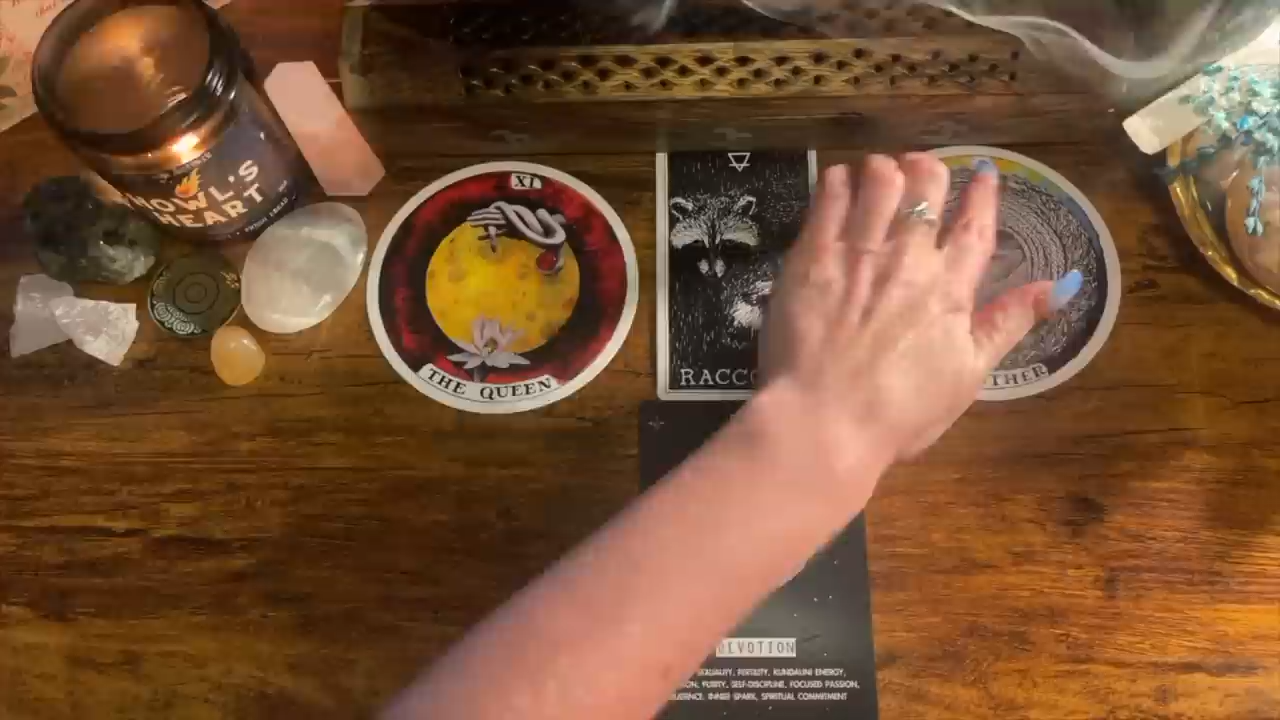 HOWL'S
HEART
XI
THE QUEEN
RACCO
THER
DEVOTION
SEXUALITY, FERTILITY, KUNDALINI ENERGY,
PURITY, SELF-DISCIPLINE, FOCUSED PASSION,
INNER SPARK, SPIRITUAL COMMITMENT